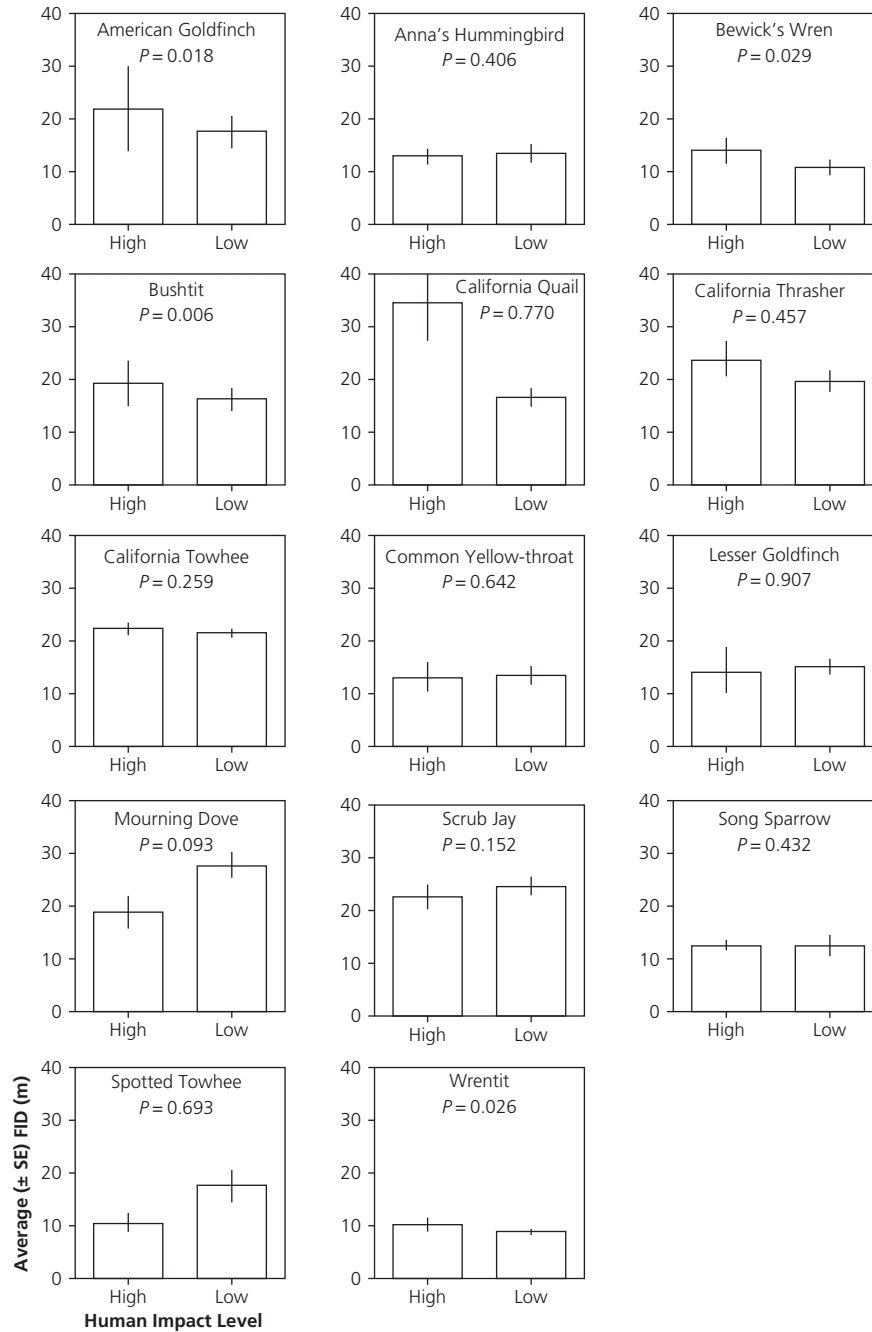 American Goldfinch
P = 0.018
40
30
20
10
0
High
Low
Anna's Hummingbird
P = 0.406
40
30
20
10
0
High
Low
Bewick's Wren
P = 0.029
40
30
20
10
0
High
Low
Bushtit
P = 0.006
40
30
20
10
0
High
Low
California Quail
P = 0.770
40
30
20
10
0
High
Low
California Thrasher
P = 0.457
40
30
20
10
0
High
Low
California Towhee
P = 0.259
40
30
20
10
0
High
Low
Common Yellow-throat
P = 0.642
40
30
20
10
0
High
Low
Lesser Goldfinch
P = 0.907
40
30
20
10
0
High
Low
Mourning Dove
P = 0.093
40
30
20
10
0
High
Low
Scrub Jay
P = 0.152
40
30
20
10
0
High
Low
Song Sparrow
P = 0.432
40
30
20
10
0
High
Low
Spotted Towhee
P = 0.693
40
30
20
10
0
High
Low
Wrentit
P = 0.026
40
30
20
10
0
High
Low
Average (± SE) FID (m)
Human Impact Level